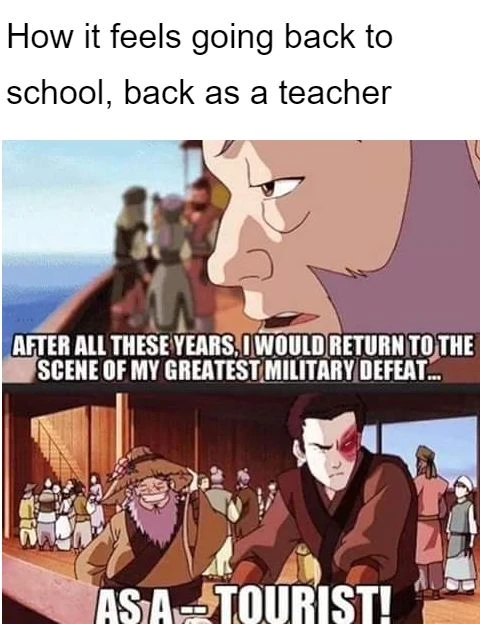 How it feels going back to
school, back as a teacher
AFTER ALL THESE YEARS, I WOULD RETURN TO THE
SCENE OF MY GREATEST MILITARY DEFEAT...
AS A -- TOURIST!